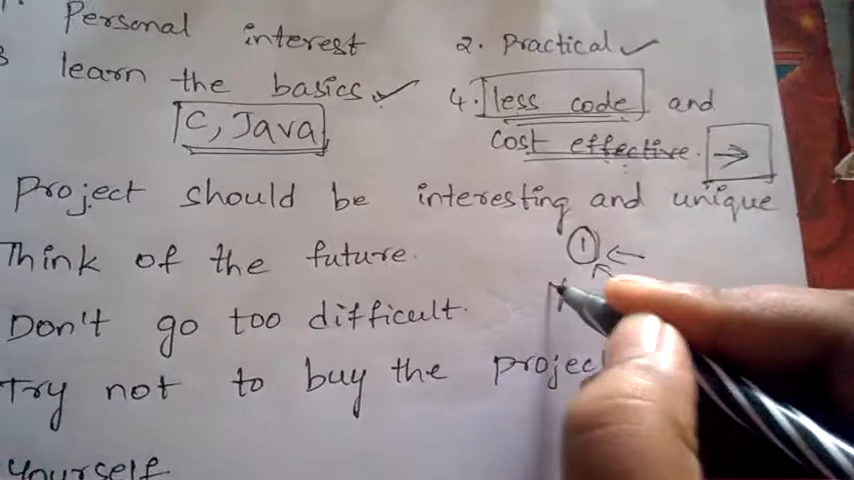 Personal interest 2. Practical ✓
learn the basics ✓ 4. less code and
C, Java cost effective. →
Project should be interesting and unique
Think of the future. 1
Don't go too difficult.
Try not to buy the projec
yourself